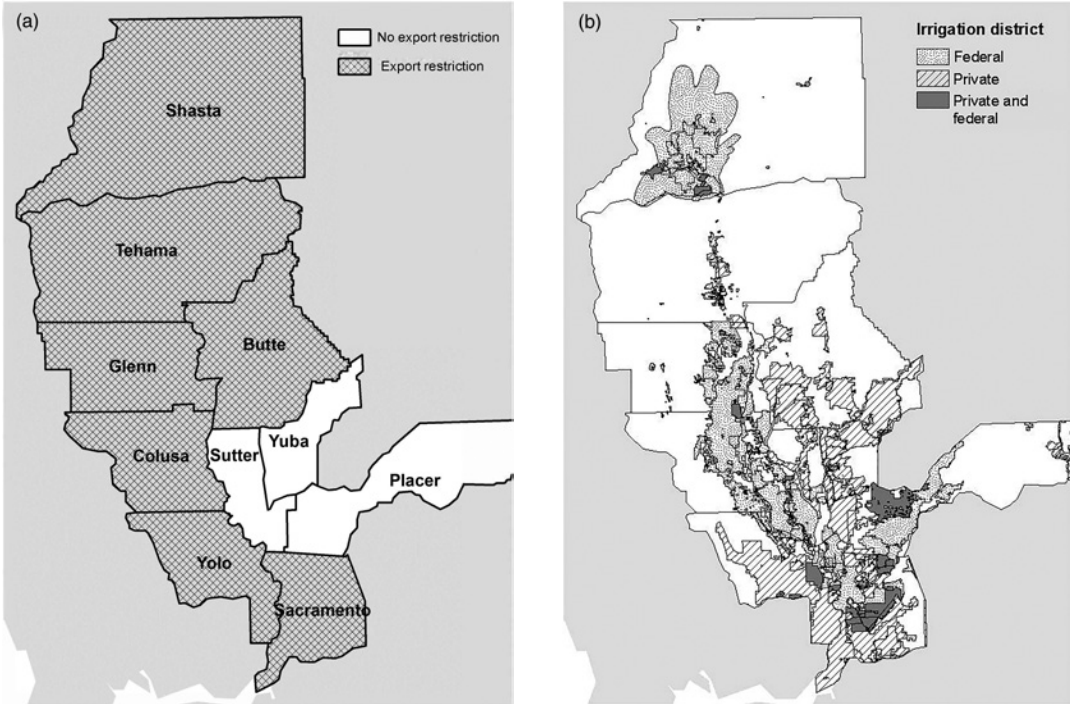 (a)
No export restriction
Export restriction
Shasta
Tehama
Butte
Glenn
Colusa
Sutter
Yuba
Placer
Yolo
Sacramento
(b)
Irrigation district
Federal
Private
Private and
federal